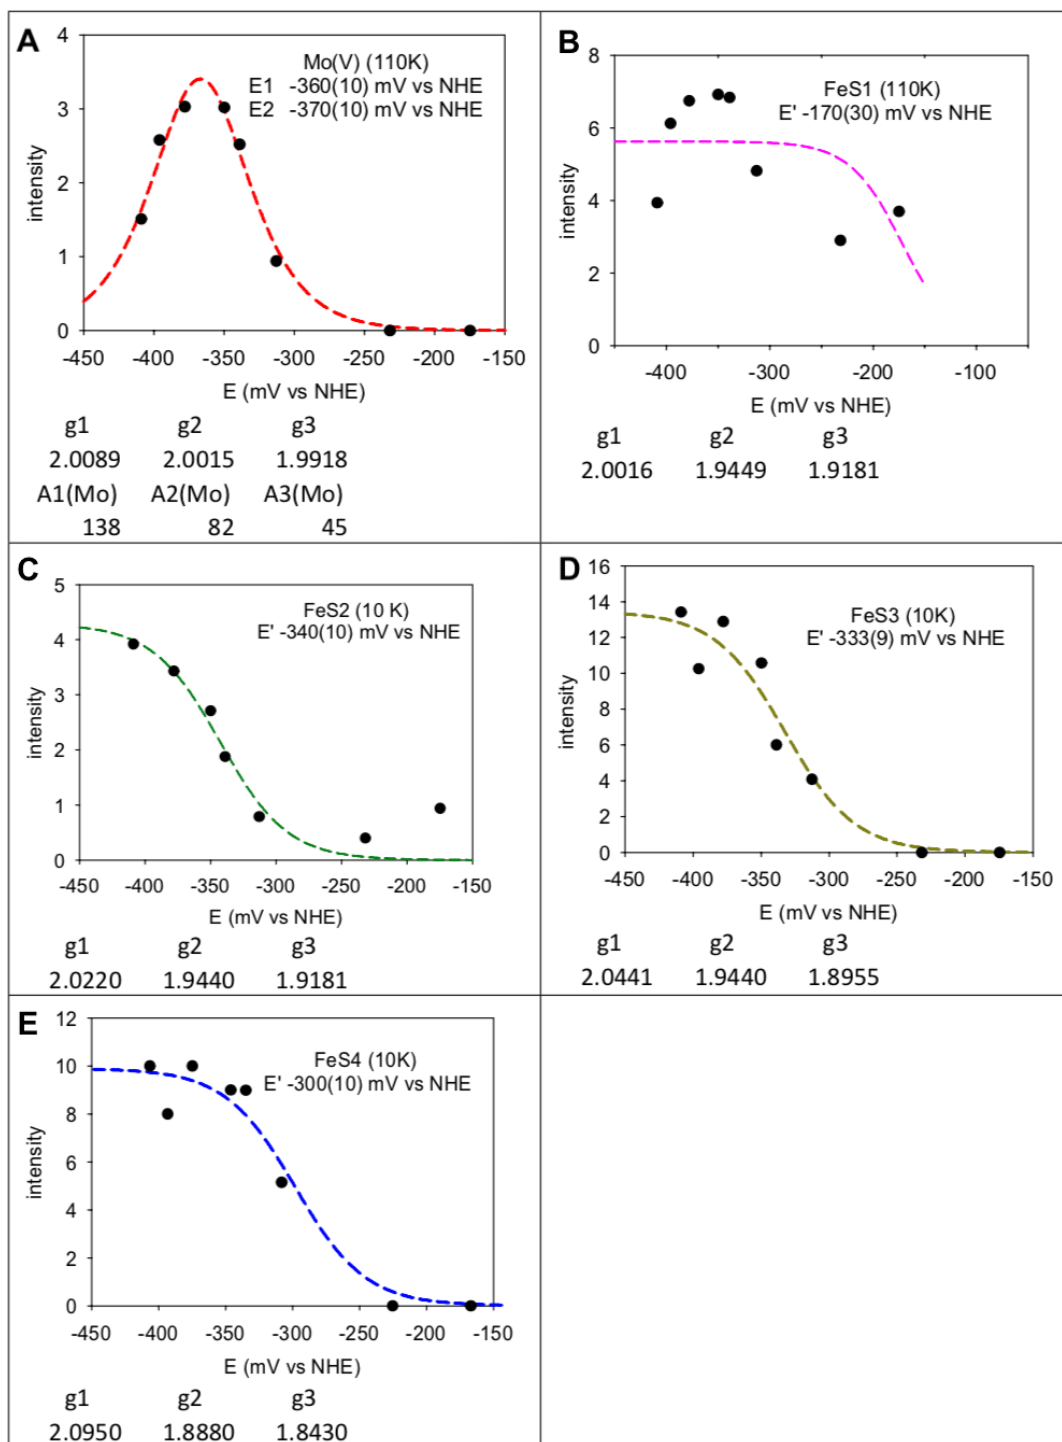 A
Mo(V) (110K)
E1 -360(10) mV vs NHE
E2 -370(10) mV vs NHE
intensity
4
3
2
1
0
-450 -400 -350 -300 -250 -200 -150
E (mV vs NHE)
g1 g2 g3
2.0089 2.0015 1.9918
A1(Mo) A2(Mo) A3(Mo)
138 82 45
B
FeS1 (110K)
E' -170(30) mV vs NHE
intensity
8
6
4
2
0
-400 -300 -200 -100
E (mV vs NHE)
g1 g2 g3
2.0016 1.9449 1.9181
C
FeS2 (10 K)
E' -340(10) mV vs NHE
intensity
5
4
3
2
1
0
-450 -400 -350 -300 -250 -200 -150
E (mV vs NHE)
g1 g2 g3
2.0220 1.9440 1.9181
D
FeS3 (10K)
E' -333(9) mV vs NHE
intensity
16
14
12
10
8
6
4
2
0
-450 -400 -350 -300 -250 -200 -150
E (mV vs NHE)
g1 g2 g3
2.0441 1.9440 1.8955
E
FeS4 (10K)
E' -300(10) mV vs NHE
intensity
12
10
8
6
4
2
0
-450 -400 -350 -300 -250 -200 -150
E (mV vs NHE)
g1 g2 g3
2.0950 1.8880 1.8430